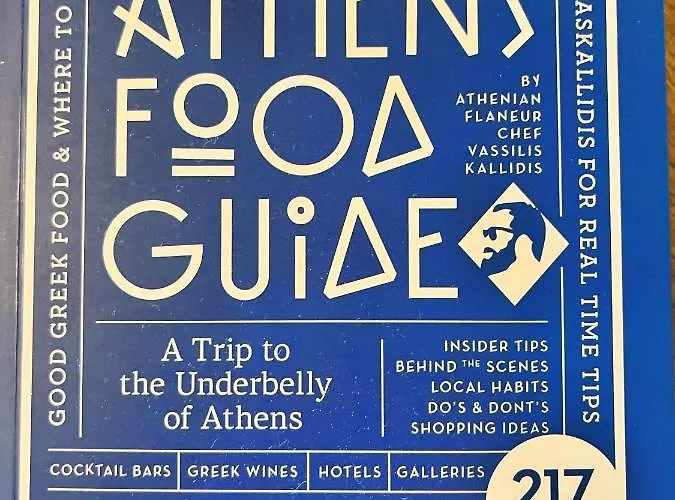 ATHENS
FOOD
GUIDE
BY
ATHENIAN
FLANEUR
CHEF
VASSILIS
KALLIDIS
GOOD GREEK FOOD & WHERE TO
ASKALLIDIS FOR REAL TIME TIPS
A Trip to
the Underbelly
of Athens
INSIDER TIPS
BEHIND THE SCENES
LOCAL HABITS
DO'S & DONT'S
SHOPPING IDEAS
COCKTAIL BARS GREEK WINES HOTELS GALLERIES
217